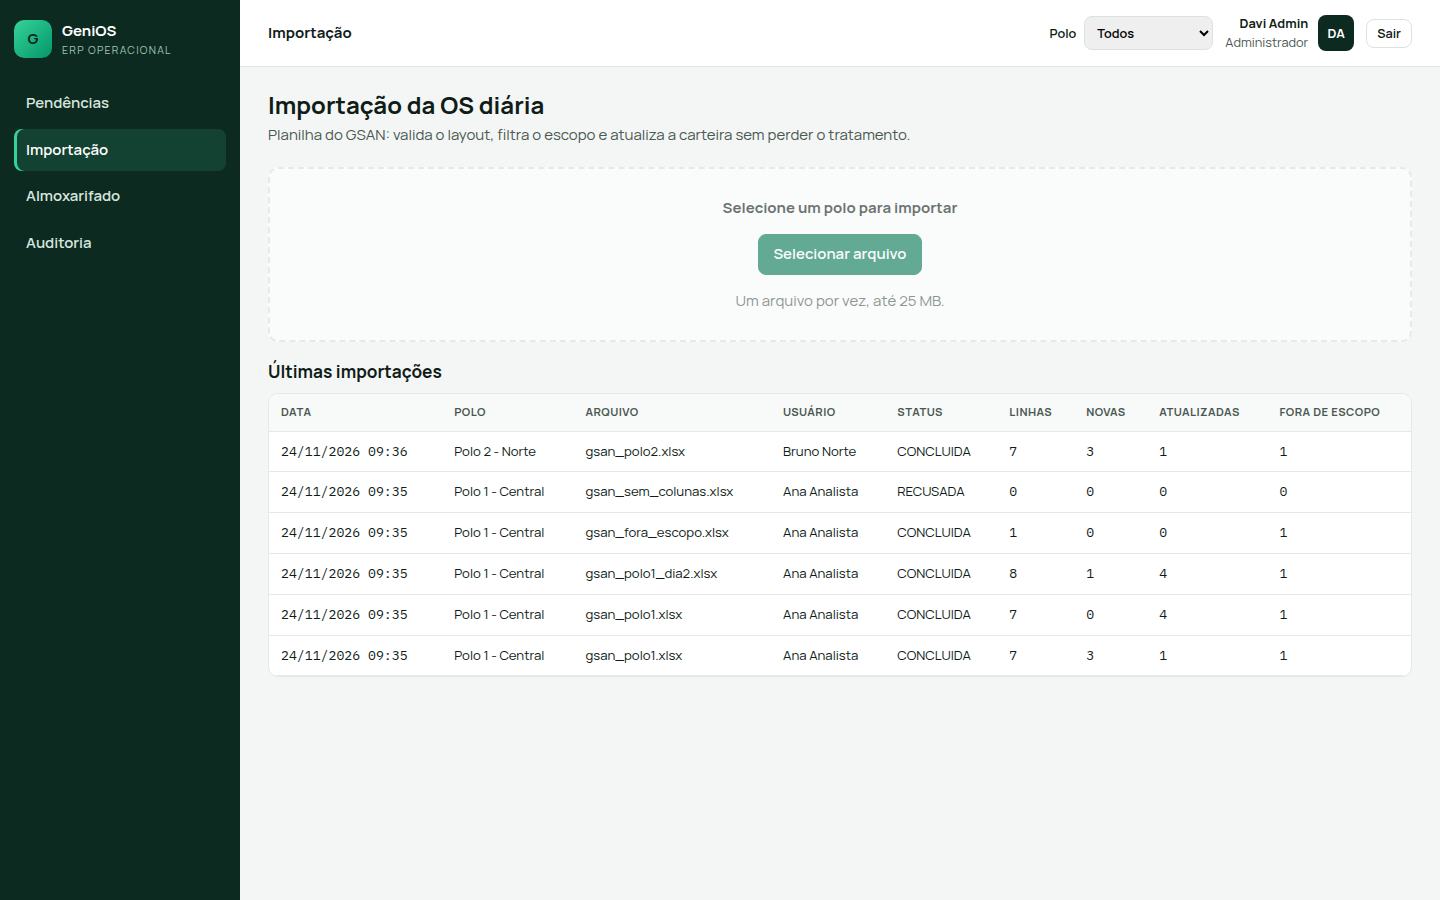 G
GeniOS
ERP OPERACIONAL
Pendências
Importação
Almoxarifado
Auditoria
Importação
Polo
Todos
Davi Admin
Administrador
DA
Sair
Importação da OS diária
Planilha do GSAN: valida o layout, filtra o escopo e atualiza a carteira sem perder o tratamento.
Selecione um polo para importar
Selecionar arquivo
Um arquivo por vez, até 25 MB.
Últimas importações
DATA POLO ARQUIVO USUÁRIO STATUS LINHAS NOVAS ATUALIZADAS FORA DE ESCOPO
24/11/2026 09:36 Polo 2 - Norte gsan_polo2.xlsx Bruno Norte CONCLUIDA 7 3 1 1
24/11/2026 09:35 Polo 1 - Central gsan_sem_colunas.xlsx Ana Analista RECUSADA 0 0 0 0
24/11/2026 09:35 Polo 1 - Central gsan_fora_escopo.xlsx Ana Analista CONCLUIDA 1 0 0 1
24/11/2026 09:35 Polo 1 - Central gsan_polo1_dia2.xlsx Ana Analista CONCLUIDA 8 1 4 1
24/11/2026 09:35 Polo 1 - Central gsan_polo1.xlsx Ana Analista CONCLUIDA 7 0 4 1
24/11/2026 09:35 Polo 1 - Central gsan_polo1.xlsx Ana Analista CONCLUIDA 7 3 1 1